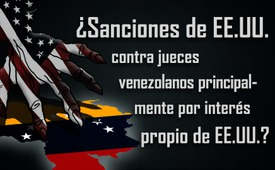 ¿Sanciones de EE.UU.
contra jueces
venezolanos principal-
mente por interés
propio de EE.UU.?